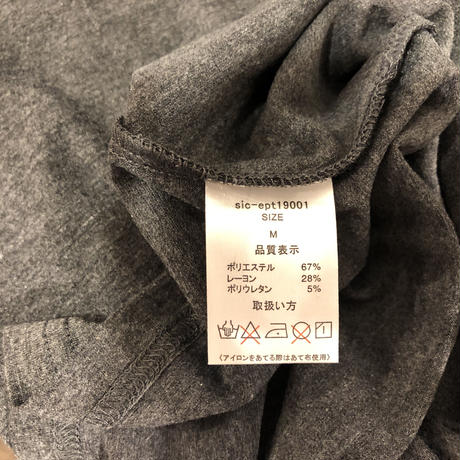 sic-ept19001
SIZE
M
品質表示
ポリエステル 67%
レーヨン 28%
ポリウレタン 5%
取扱い方
〈アイロンをあてる際はあて布使用〉